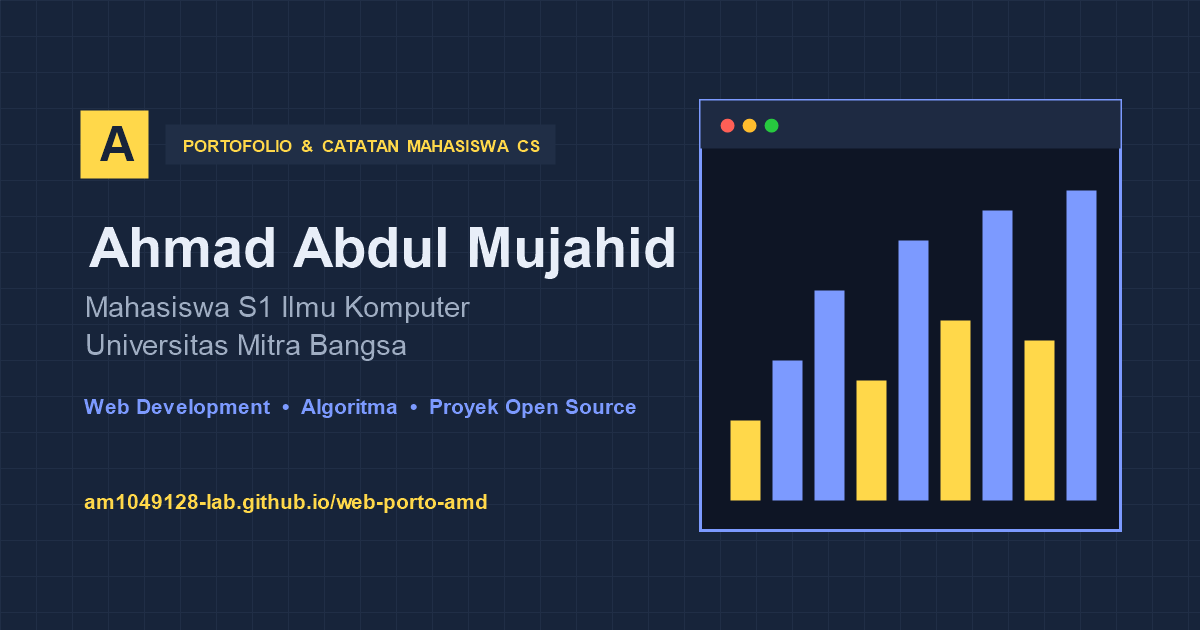 A
PORTOFOLIO & CATATAN MAHASISWA CS
Ahmad Abdul Mujahid
Mahasiswa S1 Ilmu Komputer
Universitas Mitra Bangsa
Web Development • Algoritma • Proyek Open Source
am1049128-lab.github.io/web-porto-amd